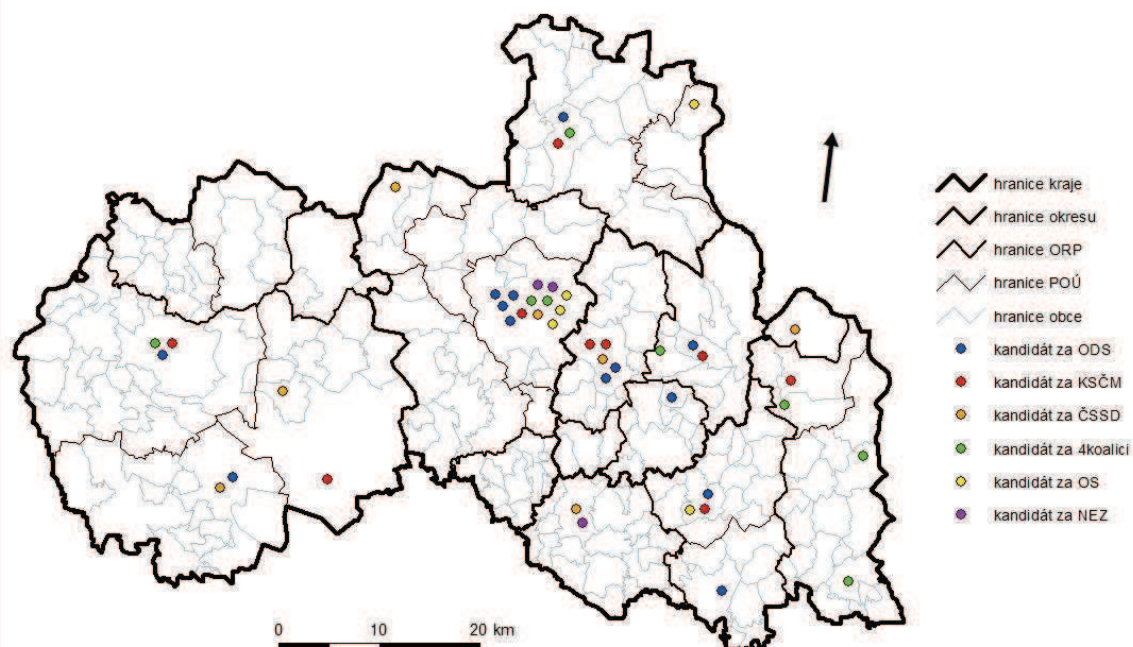 hranice kraje
hranice okresu
hranice ORP
hranice POÚ
hranice obce
kandidát za ODS
kandidát za KSČM
kandidát za ČSSD
kandidát za 4koalici
kandidát za OS
kandidát za NEZ
0 10 20 km